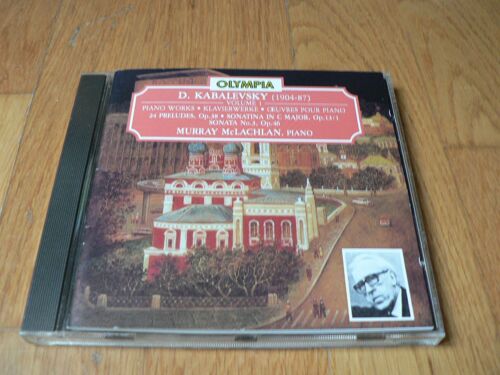 OLYMPIA
D. KABALEVSKY (1904-87)
VOLUME 1
PIANO WORKS • KLAVIERWERKE • ŒUVRES POUR PIANO
24 PRELUDES, Op.38 • SONATINA IN C MAJOR, Op.13/1
SONATA No.3, Op.46
MURRAY McLACHLAN, PIANO